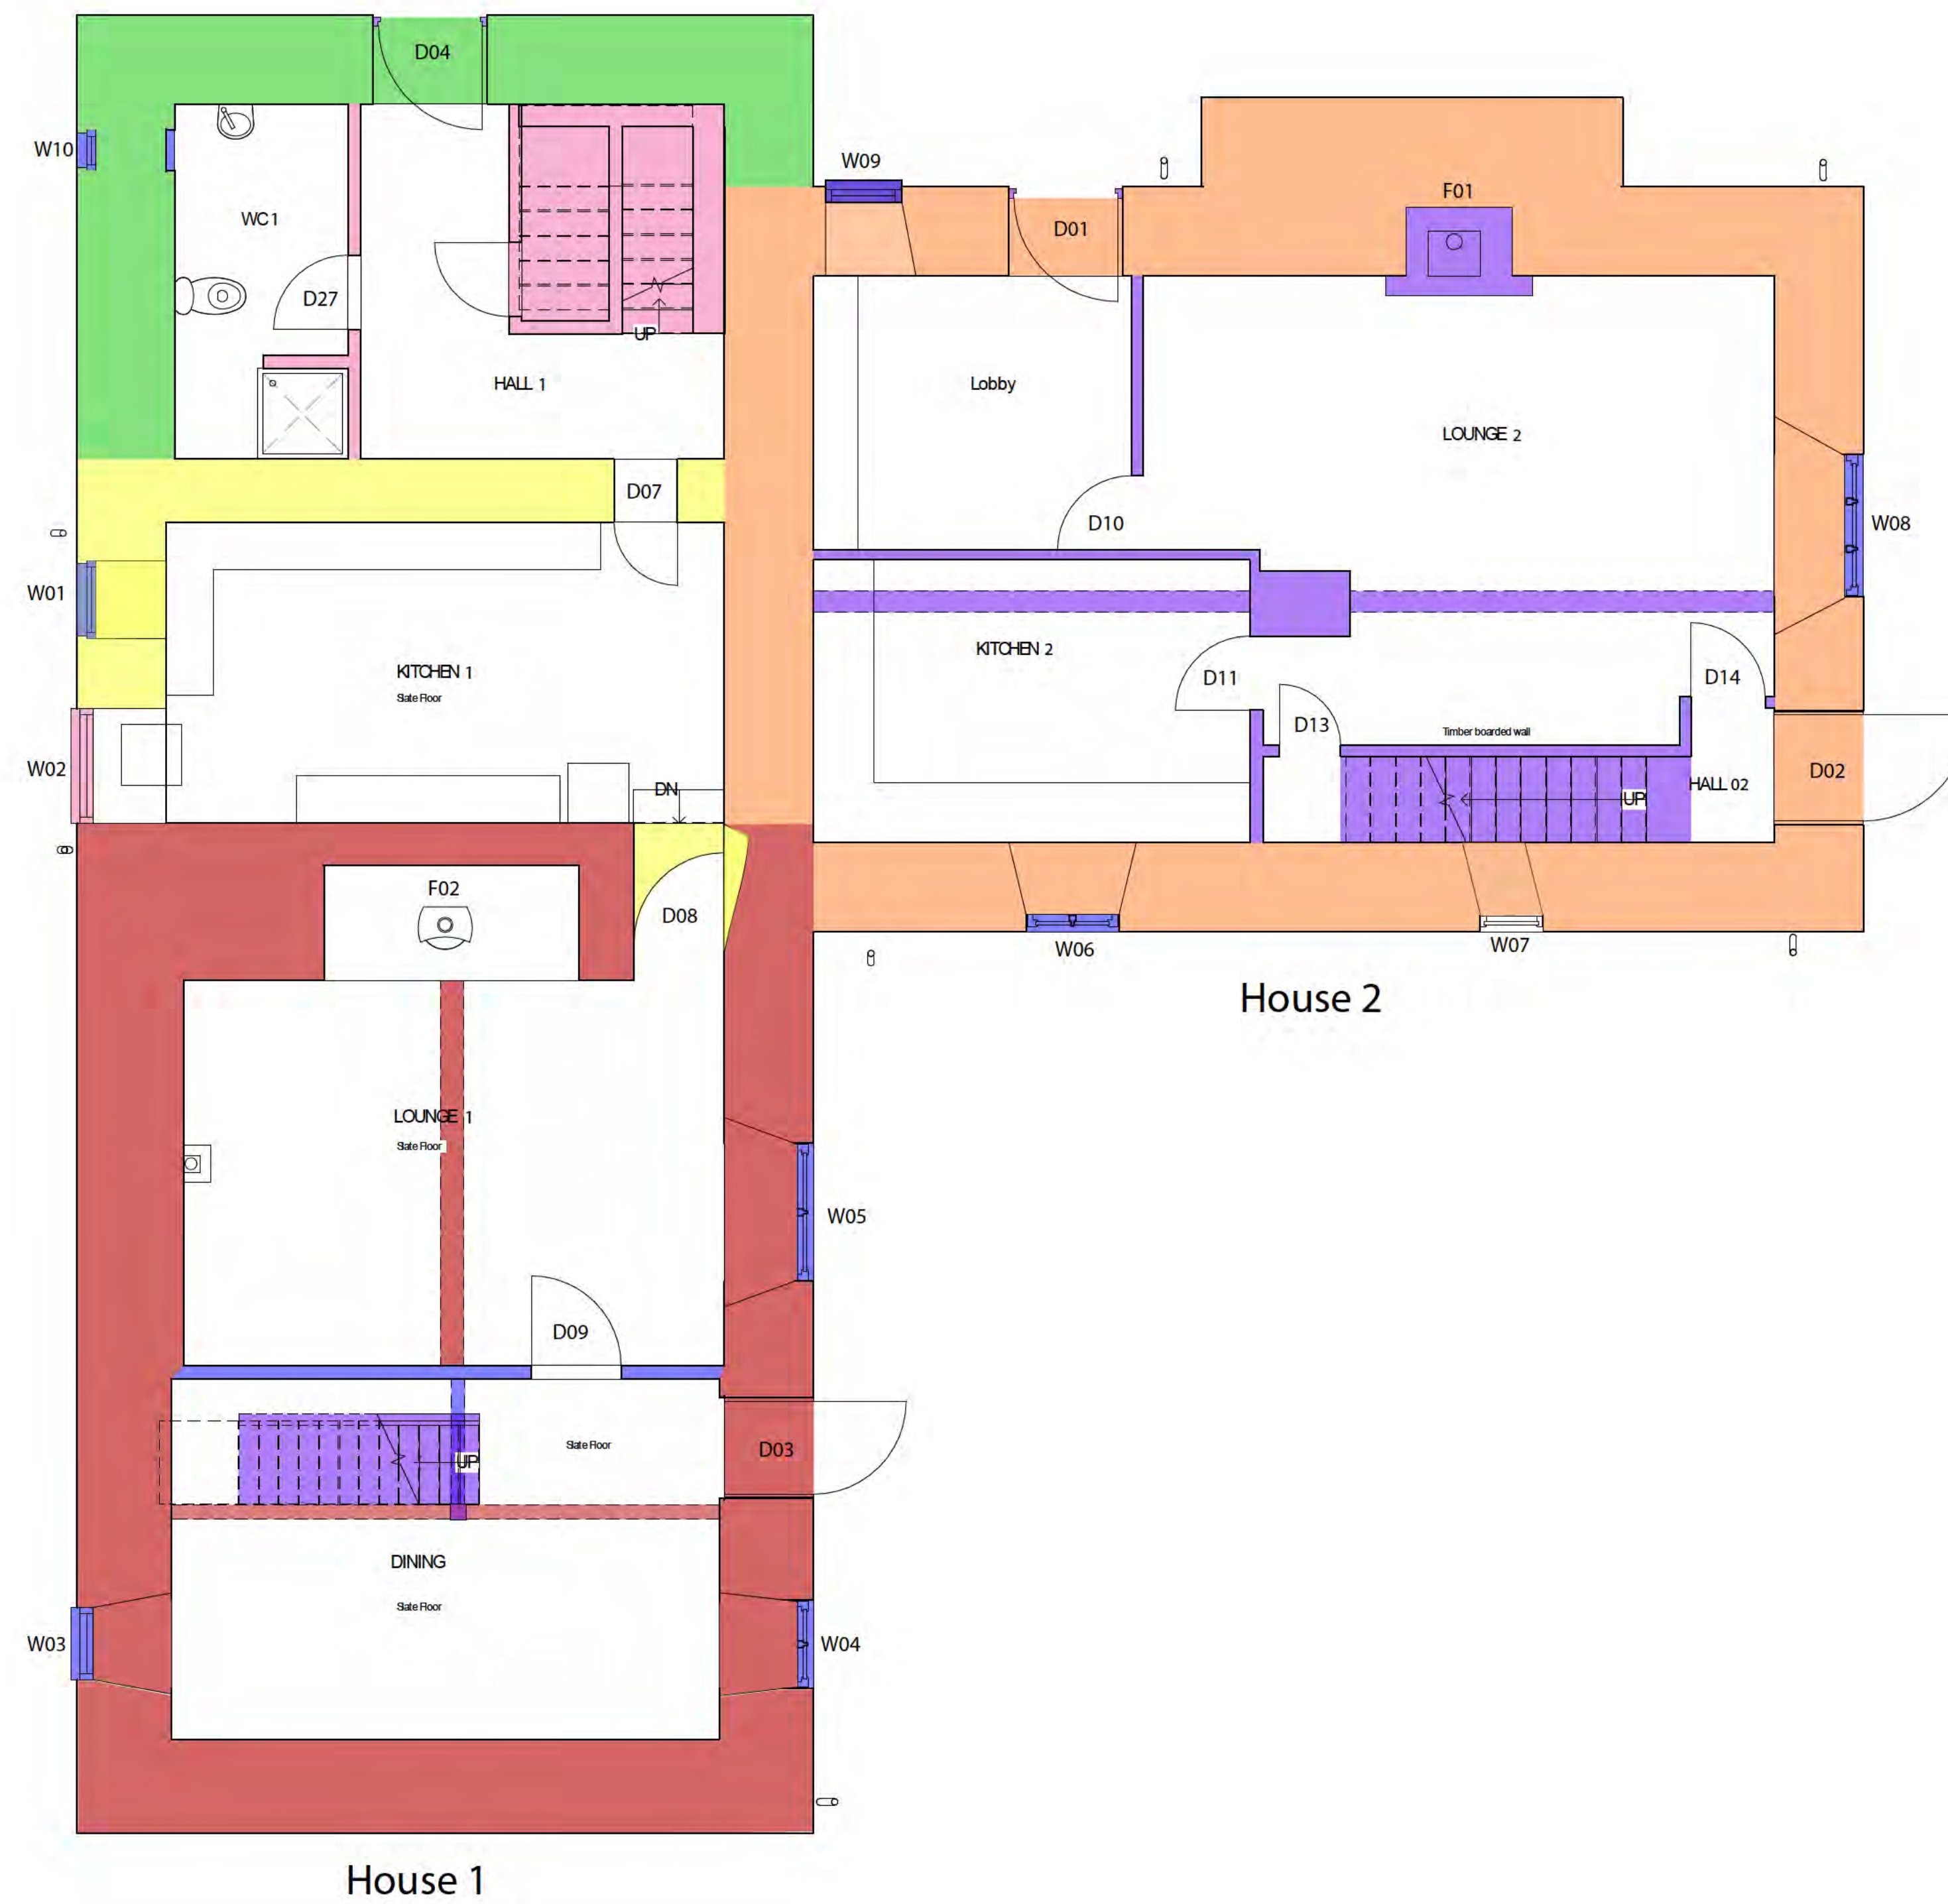 D04
W10
W09
F01
WC 1
D01
D27
UP
HALL 1
Lobby
LOUNGE 2
D07
D10
W08
W01
KITCHEN 1
Slate Floor
KITCHEN 2
D11
D14
D13
Timber boarded wall
W02
DN
HALL 02
D02
UP
F02
D08
W06
W07
House 2
LOUNGE 1
Slate Floor
W05
D09
Slate Floor
D03
UP
DINING
Slate Floor
W03
W04
House 1